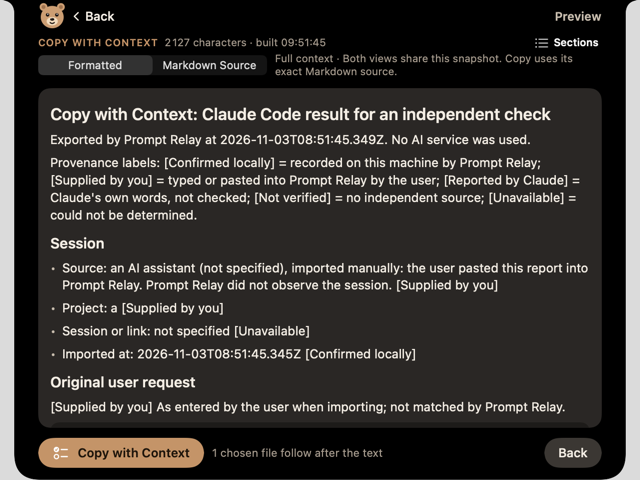 Back
Preview
COPY WITH CONTEXT 2 127 characters · built 09:51:45
Sections
Formatted
Markdown Source
Full context · Both views share this snapshot. Copy uses its
exact Markdown source.
Copy with Context: Claude Code result for an independent check
Exported by Prompt Relay at 2026-11-03T08:51:45.349Z. No AI service was used.
Provenance labels: [Confirmed locally] = recorded on this machine by Prompt Relay;
[Supplied by you] = typed or pasted into Prompt Relay by the user; [Reported by Claude] =
Claude's own words, not checked; [Not verified] = no independent source; [Unavailable] =
could not be determined.
Session
• Source: an AI assistant (not specified), imported manually: the user pasted this report into
Prompt Relay. Prompt Relay did not observe the session. [Supplied by you]
• Project: a [Supplied by you]
• Session or link: not specified [Unavailable]
• Imported at: 2026-11-03T08:51:45.345Z [Confirmed locally]
Original user request
[Supplied by you] As entered by the user when importing; not matched by Prompt Relay.
Copy with Context
1 chosen file follow after the text
Back